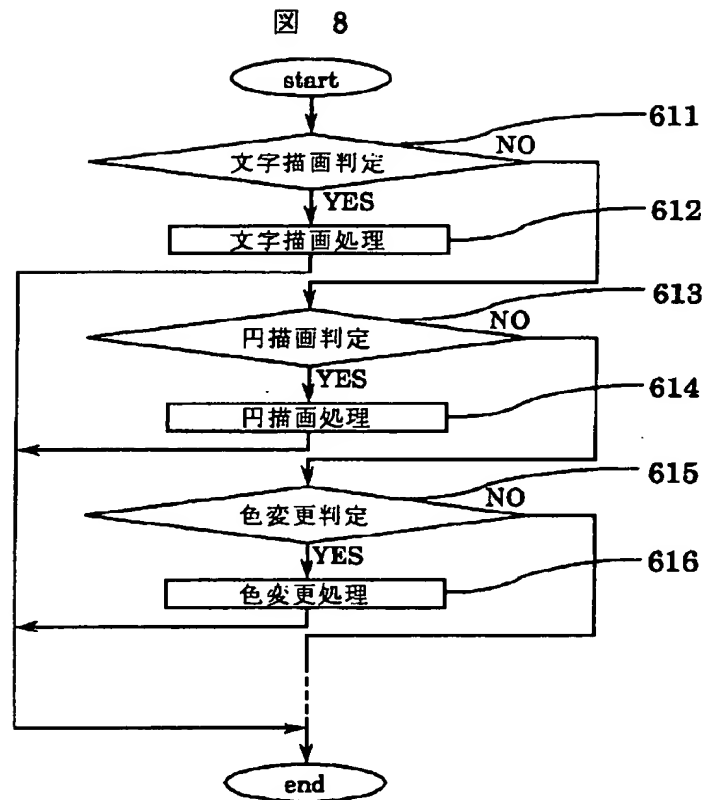 図 8
start
611
文字描画判定
NO
YES
612
文字描画処理
613
円描画判定
NO
YES
614
円描画処理
615
色変更判定
NO
YES
616
色変更処理
end